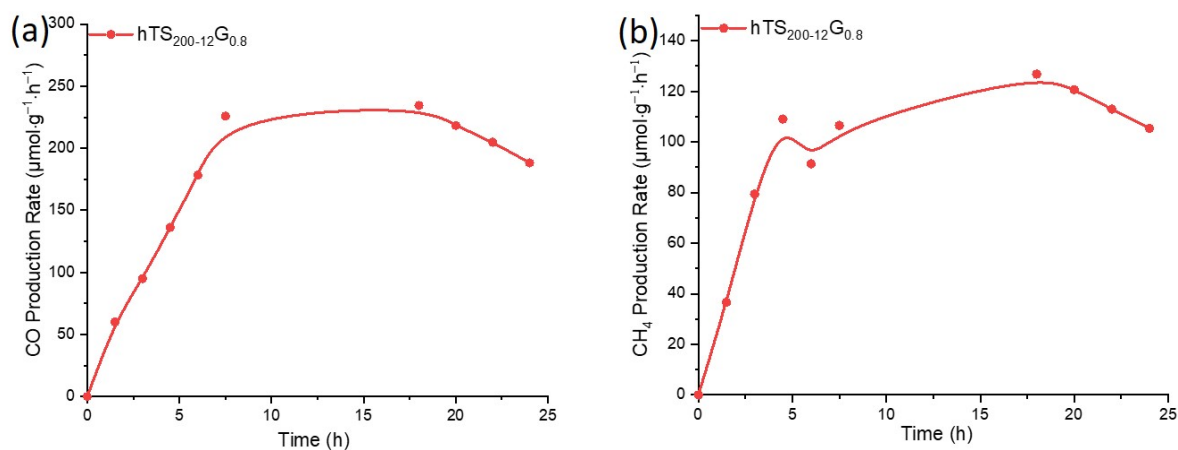 (a)
hTS₂₀₀₋₁₂G₀.₈
300
250
200
150
100
50
0
CO Production Rate (µmol·g⁻¹·h⁻¹)
0 5 10 15 20 25
Time (h)
(b)
hTS₂₀₀₋₁₂G₀.₈
140
120
100
80
60
40
20
0
CH₄ Production Rate (µmol·g⁻¹·h⁻¹)
0 5 10 15 20 25
Time (h)